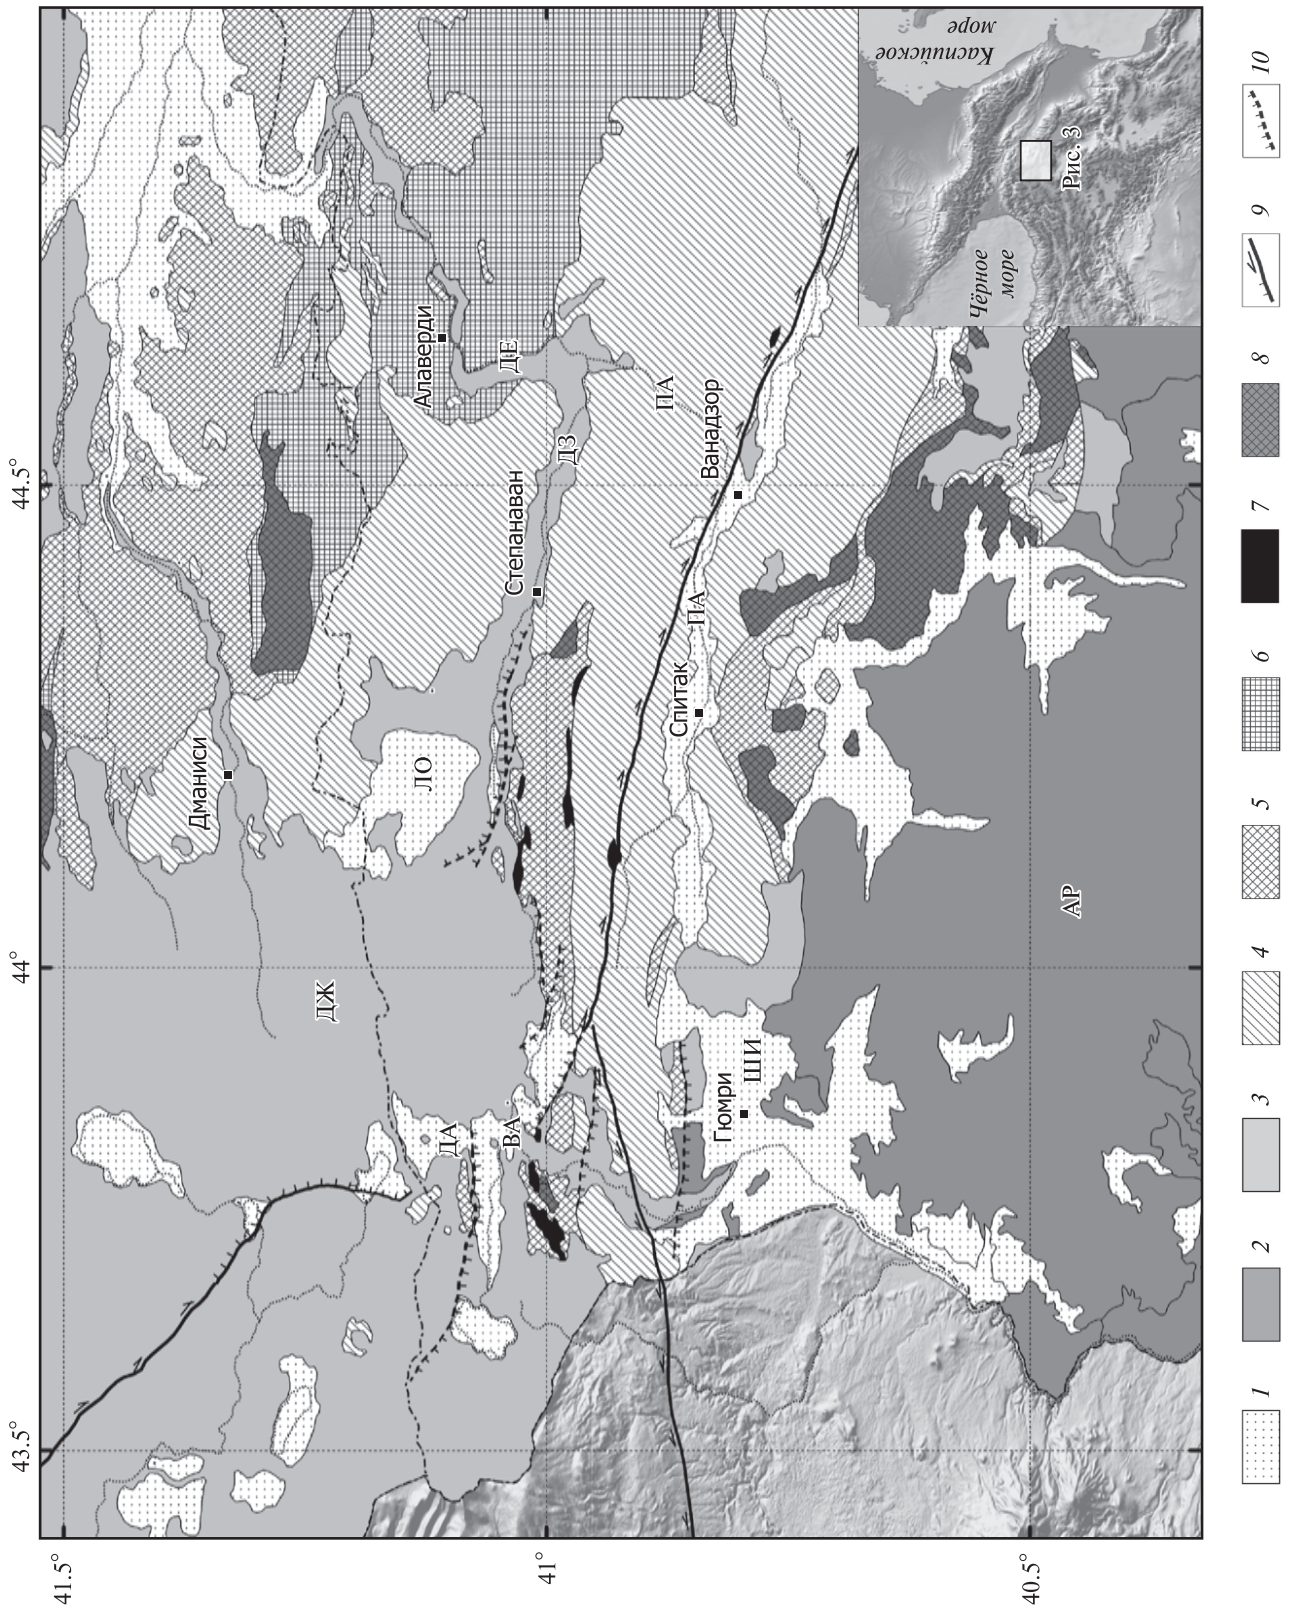 43.5°
44°
44.5°
41.5°
41°
40.5°
Дманиси
Алаверди
Степанаван
Ванадзор
Спитак
Гюмри
ДЖ
ЛО
ДЕ
ДЗ
ПА
ПА
ДА
ВА
ШИ
АР
Чёрное
море
Каспийское
море
Рис. 3
1
2
3
4
5
6
7
8
9
10